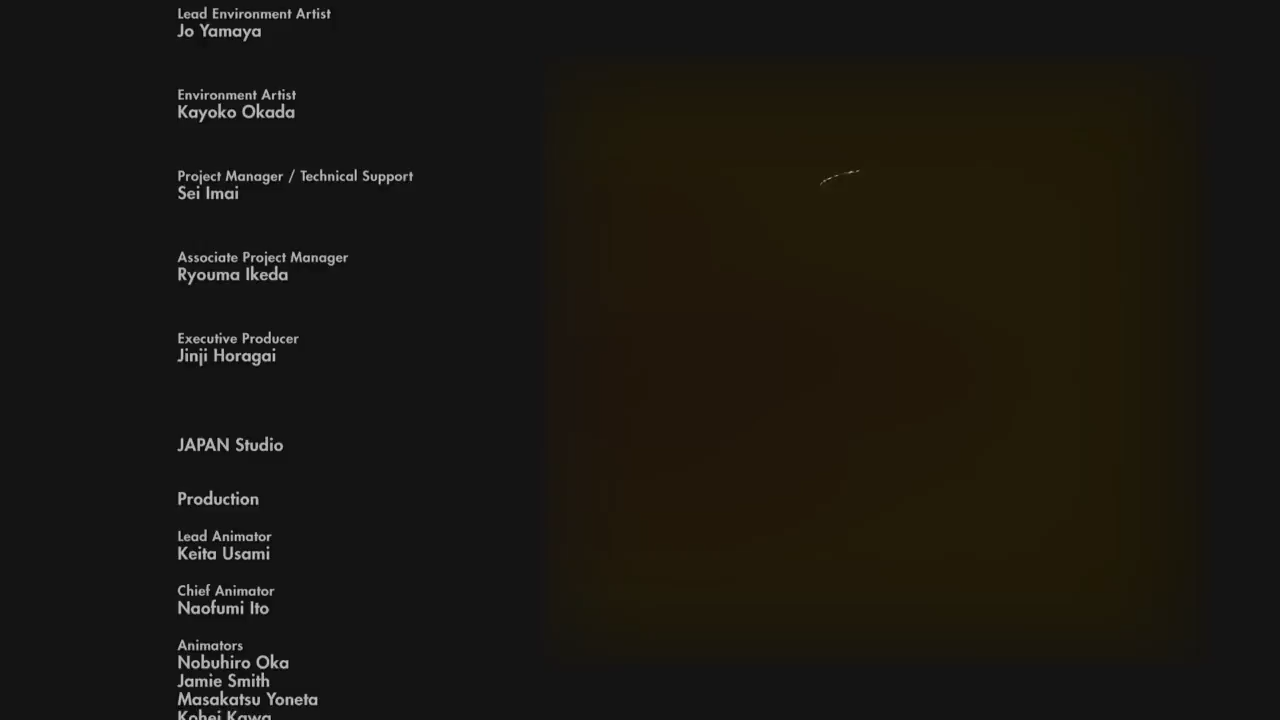 Lead Environment Artist
Jo Yamaya
Environment Artist
Kayoko Okada
Project Manager / Technical Support
Sei Imai
Associate Project Manager
Ryouma Ikeda
Executive Producer
Jinji Horagai
JAPAN Studio
Production
Lead Animator
Keita Usami
Chief Animator
Naofumi Ito
Animators
Nobuhiro Oka
Jamie Smith
Masakatsu Yoneta
Kohei Kawa